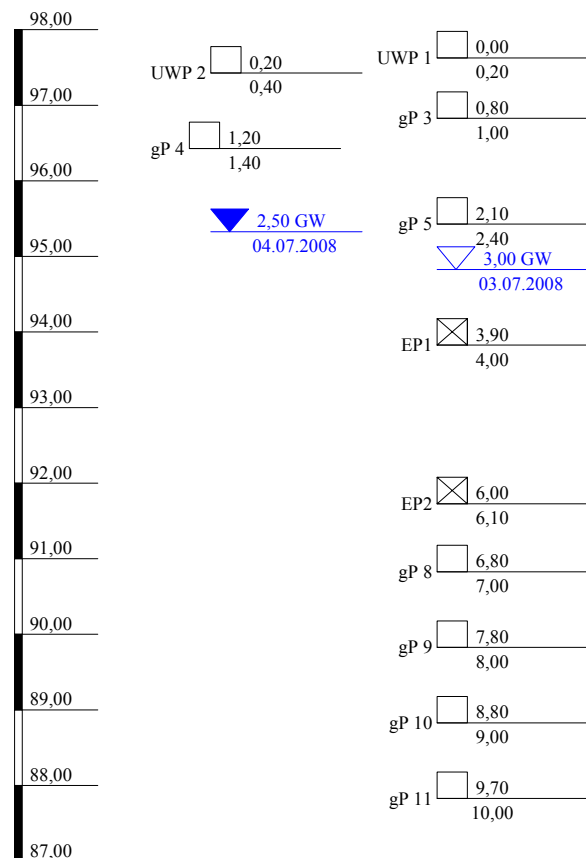 98,00
97,00
96,00
95,00
94,00
93,00
92,00
91,00
90,00
89,00
88,00
87,00
UWP 2 0,20
0,40
gP 4 1,20
1,40
2,50 GW
04.07.2008
UWP 1 0,00
0,20
gP 3 0,80
1,00
gP 5 2,10
2,40
3,00 GW
03.07.2008
EP1 3,90
4,00
EP2 6,00
6,10
gP 8 6,80
7,00
gP 9 7,80
8,00
gP 10 8,80
9,00
gP 11 9,70
10,00